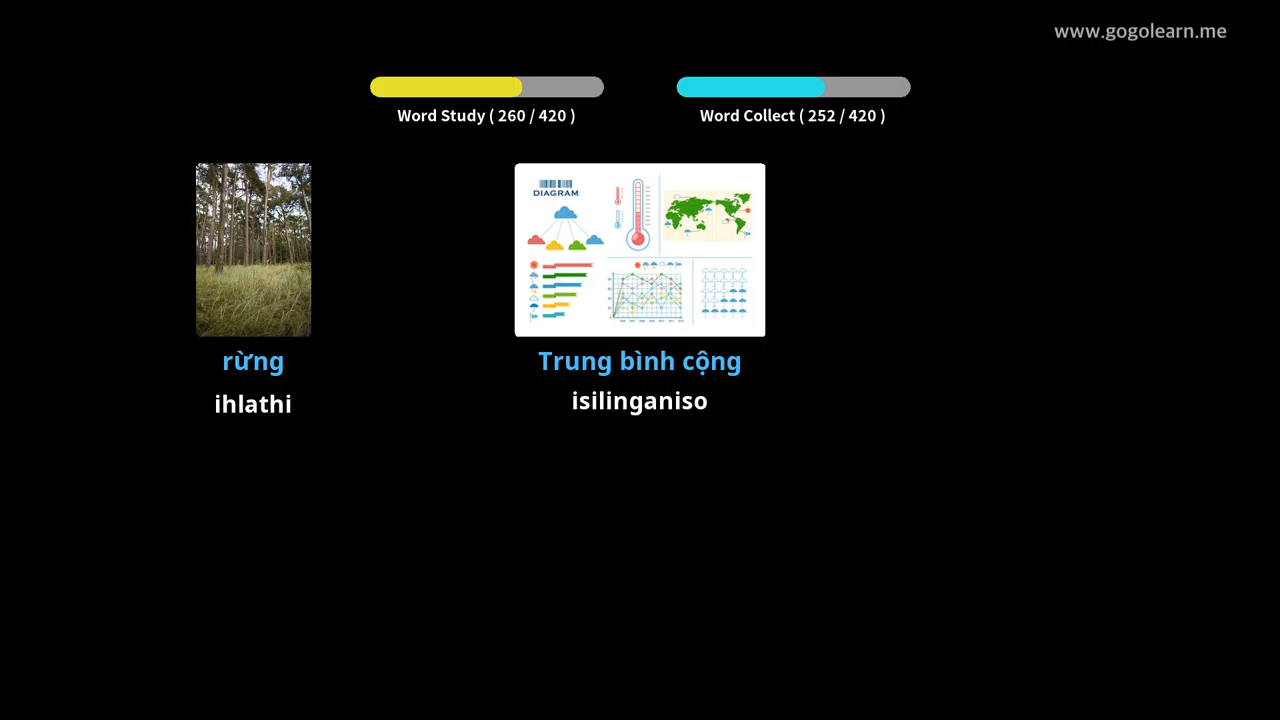 www.gogolearn.me
Word Study ( 260 / 420 )
Word Collect ( 252 / 420 )
DIAGRAM
rừng
Trung bình cộng
ihlathi
isilinganiso